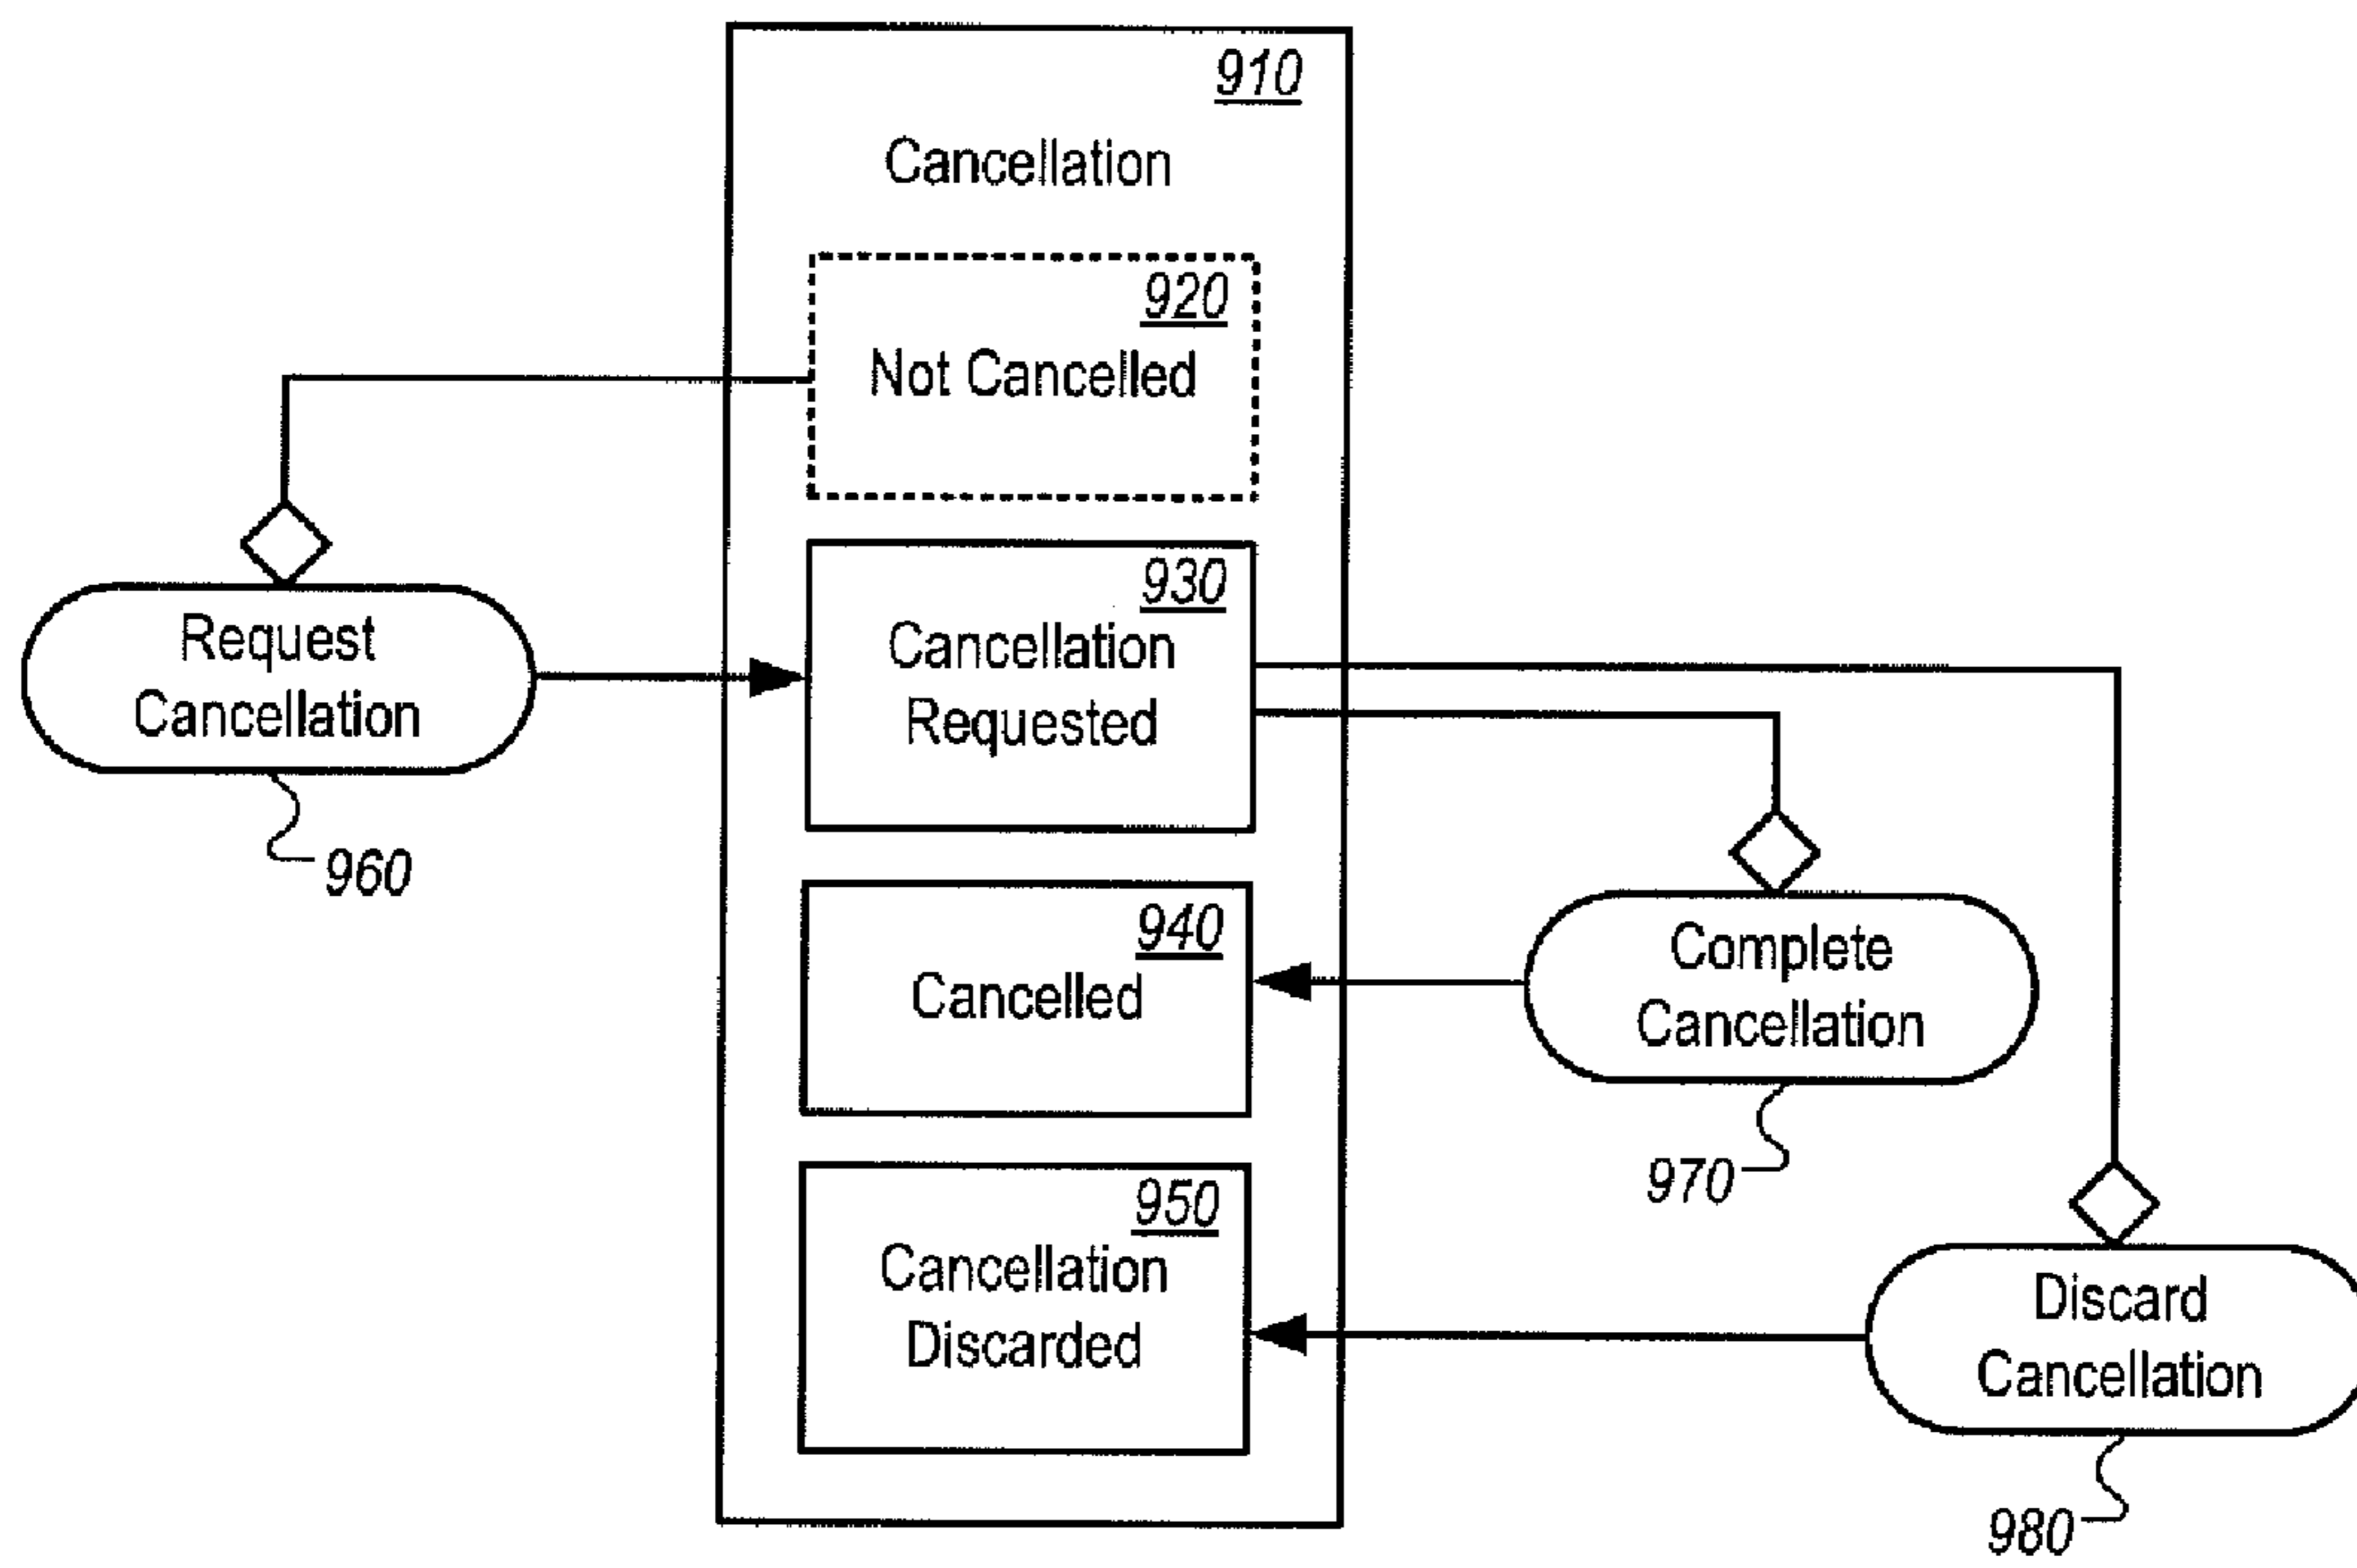 910
Cancellation
920
Not Cancelled
930
Cancellation
Requested
Request
Cancellation
960
940
Cancelled
Complete
Cancellation
970
950
Cancellation
Discarded
Discard
Cancellation
980